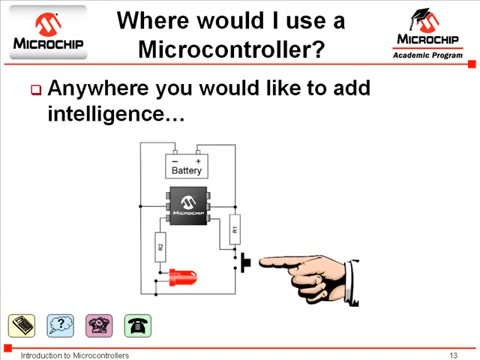 MICROCHIP
Where would I use a
Microcontroller?
MICROCHIP
Academic Program
Anywhere you would like to add
intelligence…
– +
Battery
MICROCHIP
R1
R2
?
Introduction to Microcontrollers
13